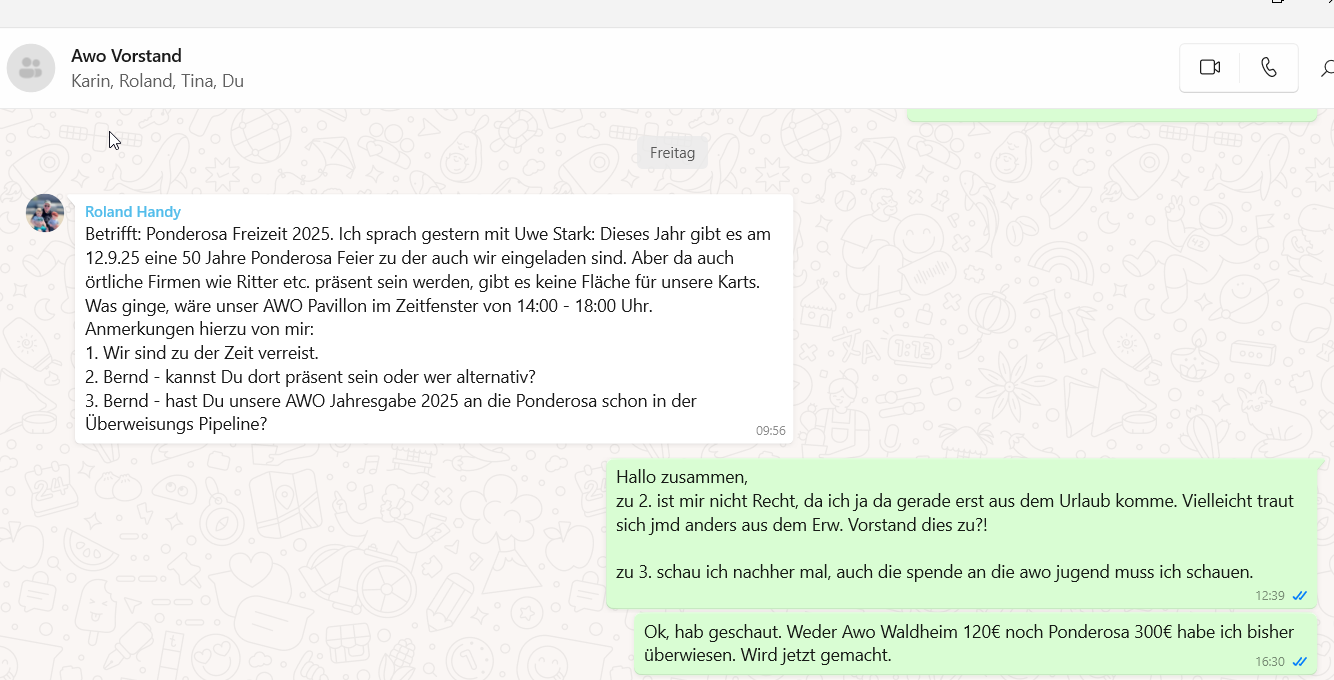 Awo Vorstand
Karin, Roland, Tina, Du
Freitag
Roland Handy
Betrifft: Ponderosa Freizeit 2025. Ich sprach gestern mit Uwe Stark: Dieses Jahr gibt es am
12.9.25 eine 50 Jahre Ponderosa Feier zu der auch wir eingeladen sind. Aber da auch
örtliche Firmen wie Ritter etc. präsent sein werden, gibt es keine Fläche für unsere Karts.
Was ginge, wäre unser AWO Pavillon im Zeitfenster von 14:00 - 18:00 Uhr.
Anmerkungen hierzu von mir:
1. Wir sind zu der Zeit verreist.
2. Bernd - kannst Du dort präsent sein oder wer alternativ?
3. Bernd - hast Du unsere AWO Jahresgabe 2025 an die Ponderosa schon in der
Überweisungs Pipeline?
09:56
Hallo zusammen,
zu 2. ist mir nicht Recht, da ich ja da gerade erst aus dem Urlaub komme. Vielleicht traut
sich jmd anders aus dem Erw. Vorstand dies zu?!
zu 3. schau ich nachher mal, auch die spende an die awo jugend muss ich schauen.
12:39
Ok, hab geschaut. Weder Awo Waldheim 120€ noch Ponderosa 300€ habe ich bisher
überwiesen. Wird jetzt gemacht.
16:30